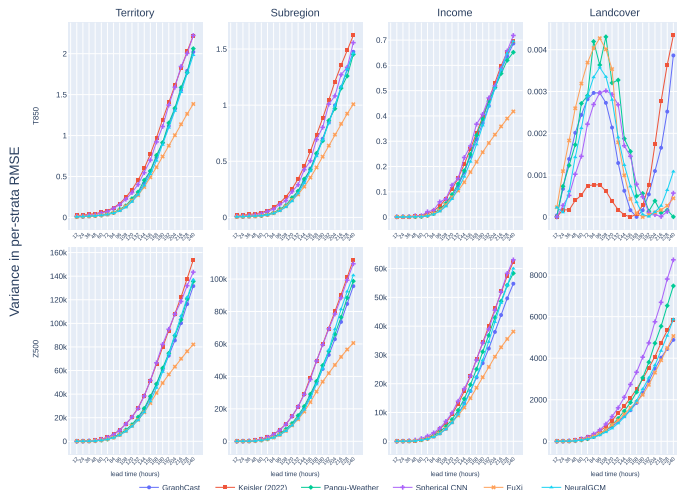 Territory Subregion Income Landcover
Variance in per-strata RMSE
T850
2
1.5
1
0.5
0
1.5
1
0.5
0.7
0.6
0.5
0.4
0.3
0.2
0.1
0
0.004
0.003
0.002
0.001
0
Z500
160k
140k
120k
100k
80k
60k
40k
20k
0
100k
80k
60k
40k
20k
0
60k
50k
40k
30k
20k
10k
0
8000
6000
4000
2000
0
lead time (hours) lead time (hours) lead time (hours) lead time (hours)
GraphCast Keisler (2022) Pangu-Weather Spherical CNN FuXi NeuralGCM